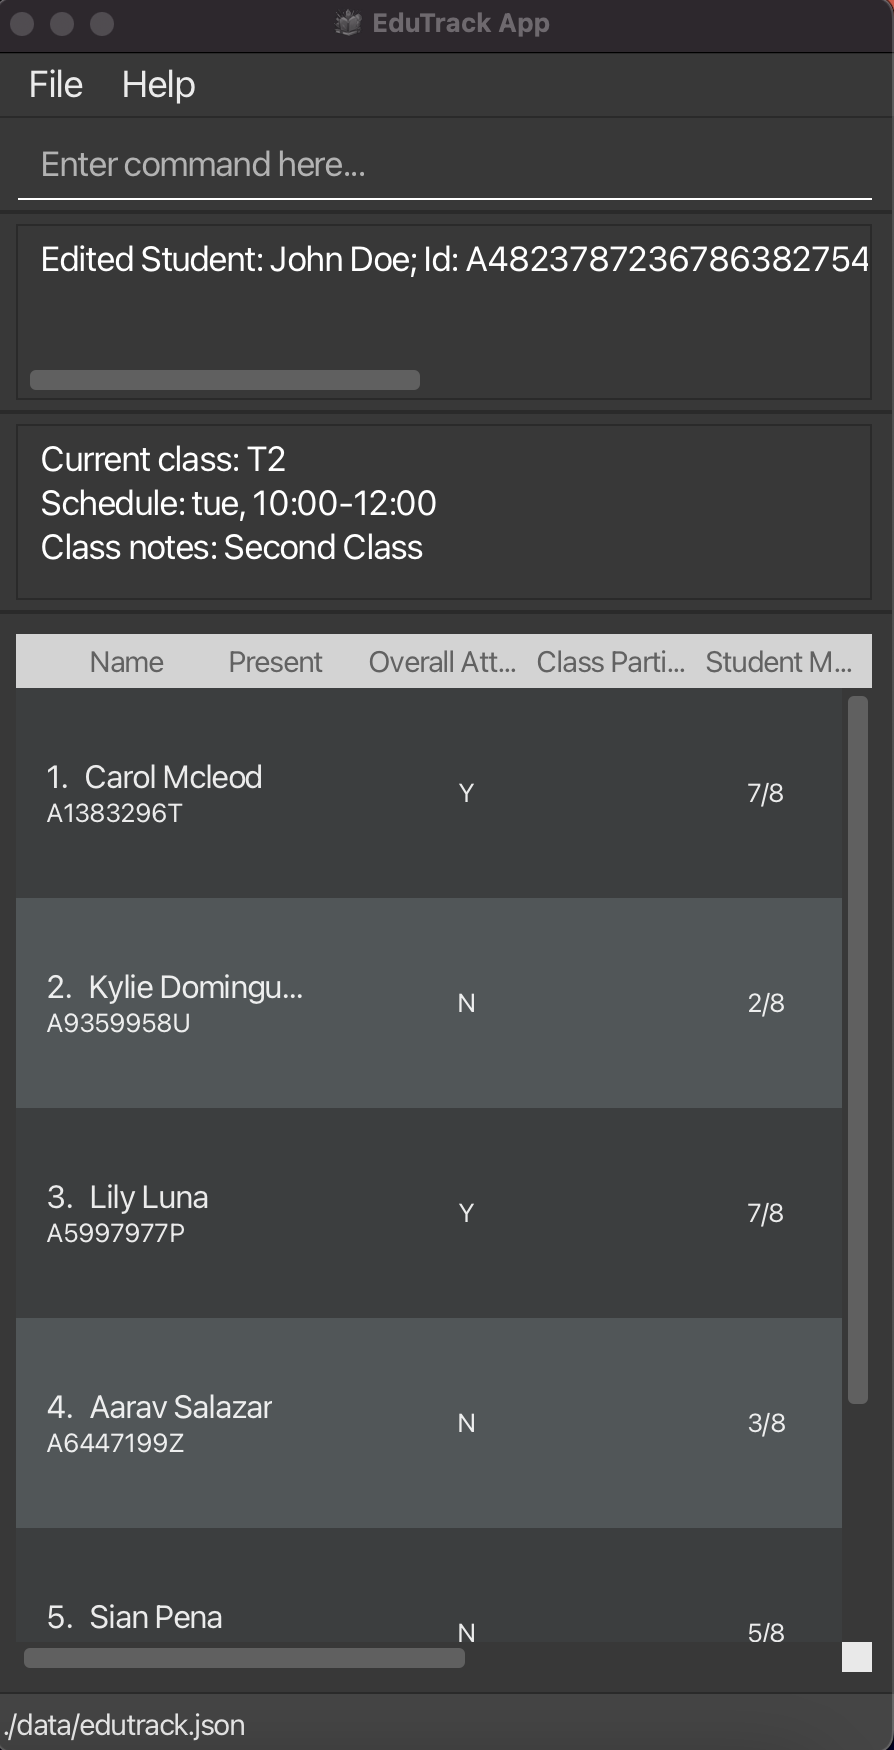 EduTrack App
File Help
Enter command here...
Edited Student: John Doe; Id: A4823787236786382754
Current class: T2
Schedule: tue, 10:00-12:00
Class notes: Second Class
Name Present Overall Att... Class Parti... Student M...
1. Carol Mcleod
A1383296T
Y 7/8
2. Kylie Domingu...
A9359958U
N 2/8
3. Lily Luna
A5997977P
Y 7/8
4. Aarav Salazar
A6447199Z
N 3/8
5. Sian Pena
N 5/8
./data/edutrack.json